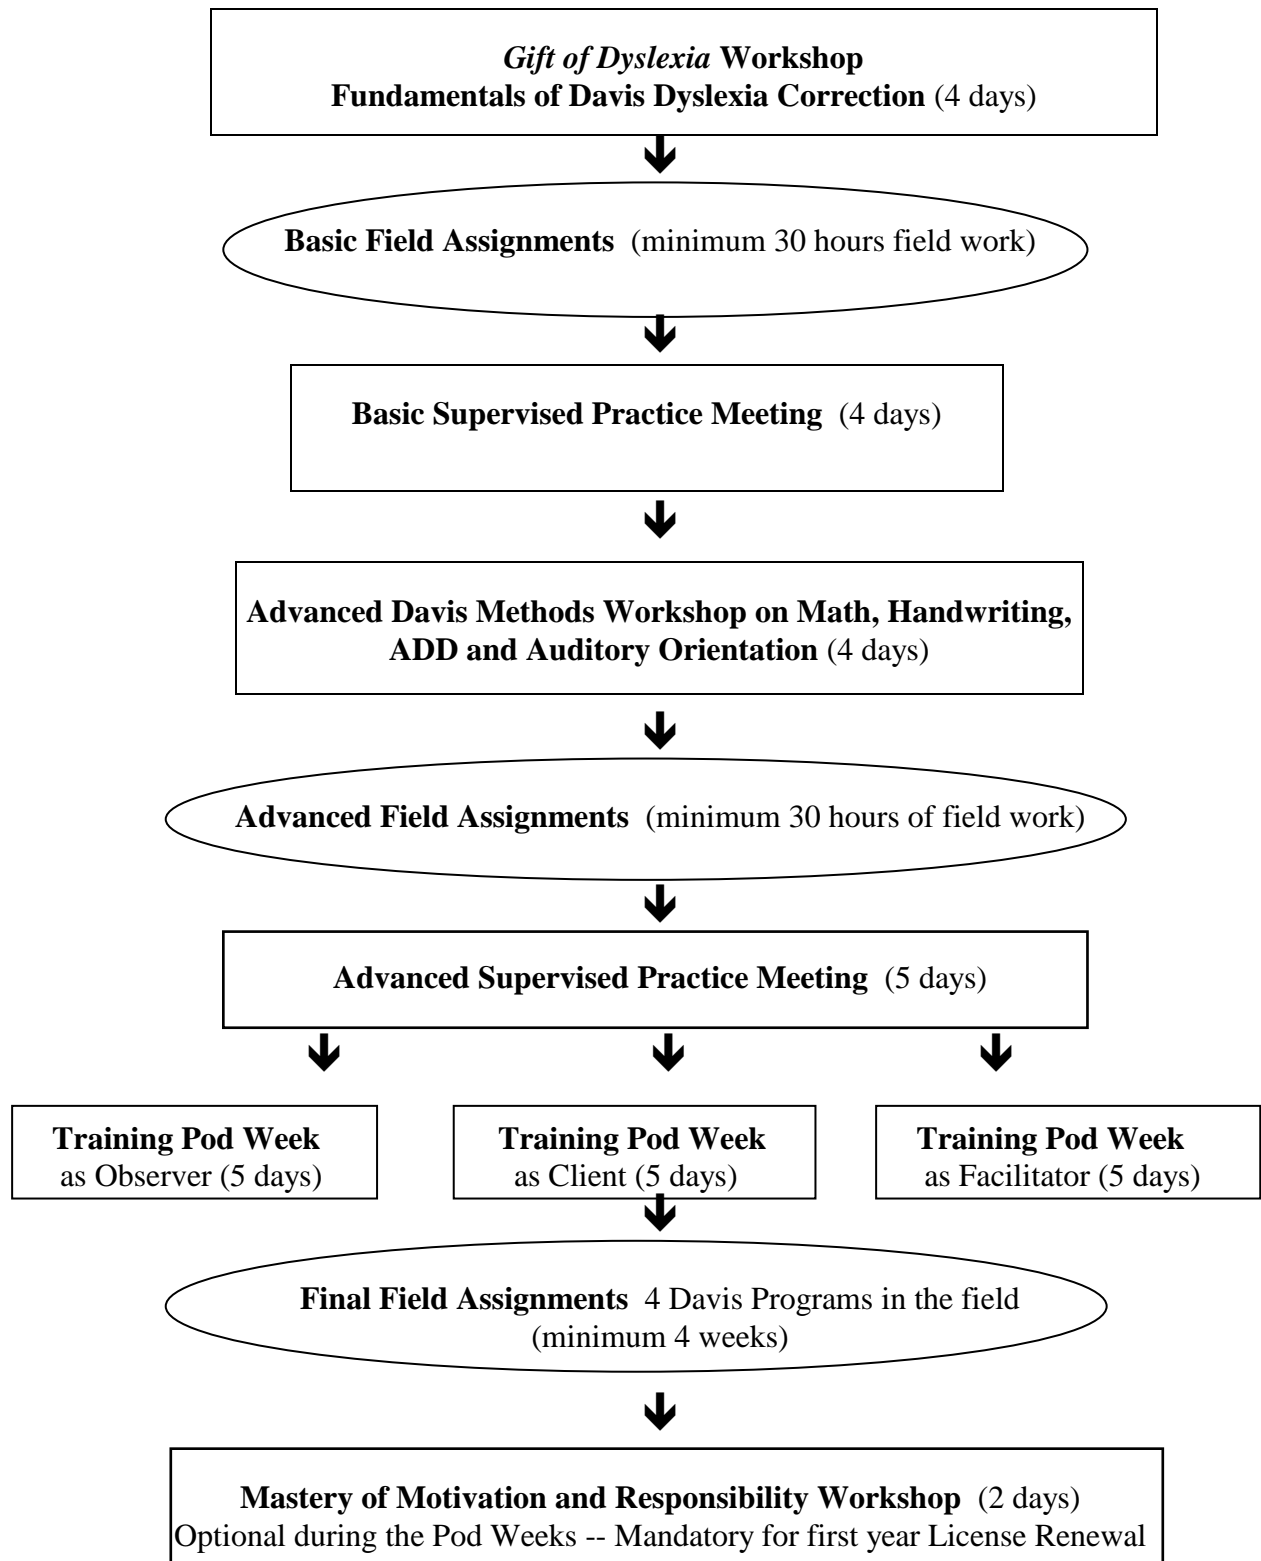 Gift of Dyslexia Workshop
Fundamentals of Davis Dyslexia Correction (4 days)
Basic Field Assignments (minimum 30 hours field work)
Basic Supervised Practice Meeting (4 days)
Advanced Davis Methods Workshop on Math, Handwriting,
ADD and Auditory Orientation (4 days)
Advanced Field Assignments (minimum 30 hours of field work)
Advanced Supervised Practice Meeting (5 days)
Training Pod Week
as Observer (5 days)
Training Pod Week
as Client (5 days)
Training Pod Week
as Facilitator (5 days)
Final Field Assignments 4 Davis Programs in the field
(minimum 4 weeks)
Mastery of Motivation and Responsibility Workshop (2 days)
Optional during the Pod Weeks -- Mandatory for first year License Renewal